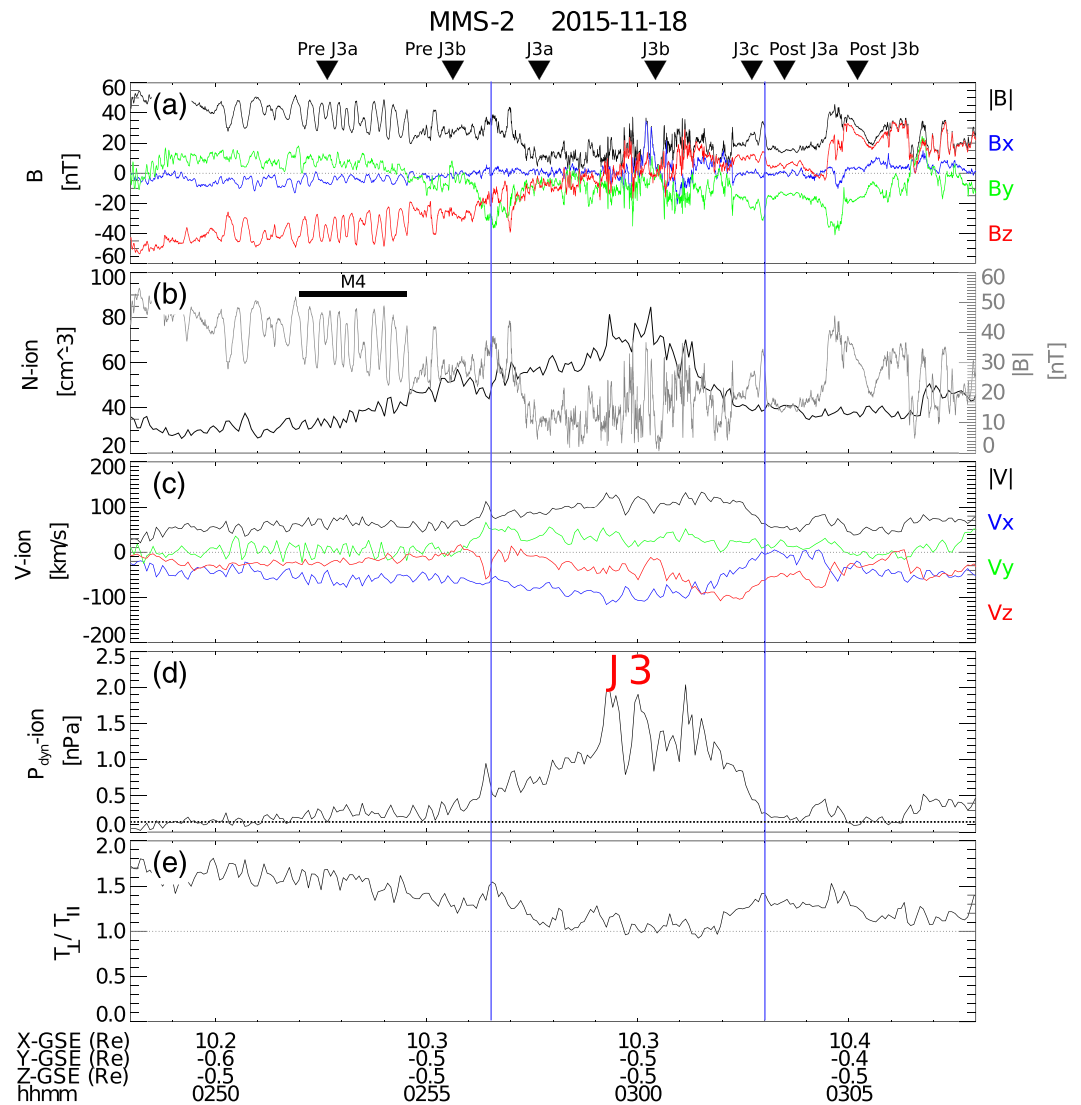 MMS-2 2015-11-18
Pre J3a Pre J3b J3a J3b J3c Post J3a Post J3b
(a)
60
40
20
0
-20
-40
-60
B
[nT]
|B|
Bx
By
Bz
(b)
M4
100
80
60
40
20
N-ion
[cm^-3]
60
50
40
30
20
10
0
|B|
[nT]
(c)
200
100
0
-100
-200
V-ion
[km/s]
|V|
Vx
Vy
Vz
(d)
J 3
2.5
2.0
1.5
1.0
0.5
0.0
Pdyn-ion
[nPa]
(e)
2.0
1.5
1.0
0.5
0.0
T⊥/ T||
X-GSE (Re) 10.2 10.3 10.3 10.4
Y-GSE (Re) -0.6 -0.5 -0.5 -0.4
Z-GSE (Re) -0.5 -0.5 -0.5 -0.5
hhmm 0250 0255 0300 0305